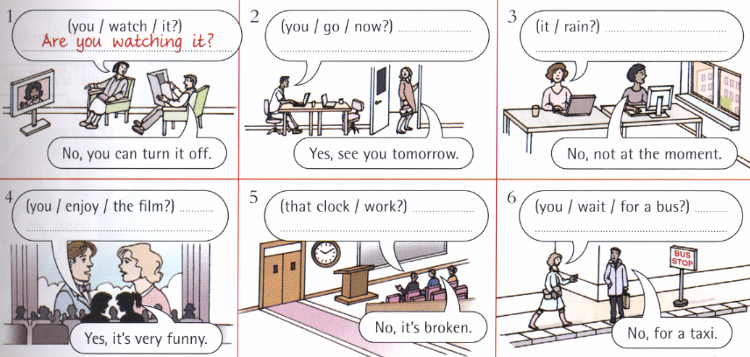 1
(you / watch / it?)
Are you watching it?
No, you can turn it off.
2
(you / go / now?)
Yes, see you tomorrow.
3
(it / rain?)
No, not at the moment.
4
(you / enjoy / the film?)
Yes, it's very funny.
5
(that clock / work?)
No, it's broken.
6
(you / wait / for a bus?)
BUS
STOP
No, for a taxi.